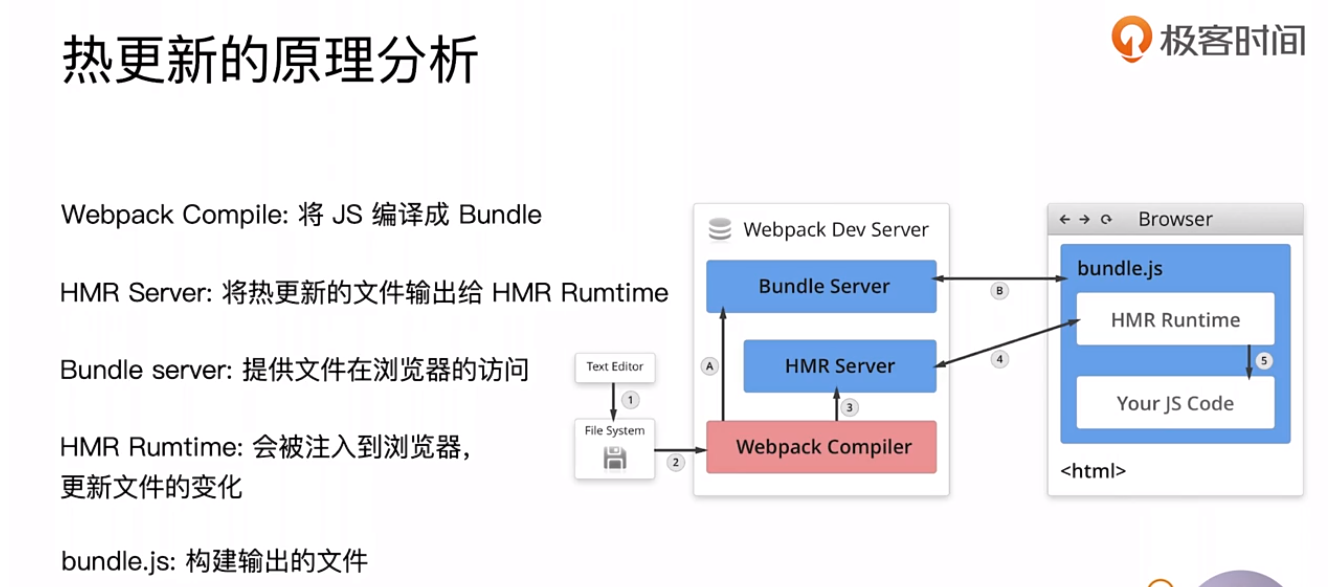 热更新的原理分析
极客时间
Webpack Compile: 将 JS 编译成 Bundle
HMR Server: 将热更新的文件输出给 HMR Rumtime
Bundle server: 提供文件在浏览器的访问
HMR Rumtime: 会被注入到浏览器，
更新文件的变化
bundle.js: 构建输出的文件
Text Editor
1
File System
2
Webpack Dev Server
Bundle Server
A
HMR Server
3
Webpack Compiler
B
4
Browser
bundle.js
HMR Runtime
5
Your JS Code
<html>